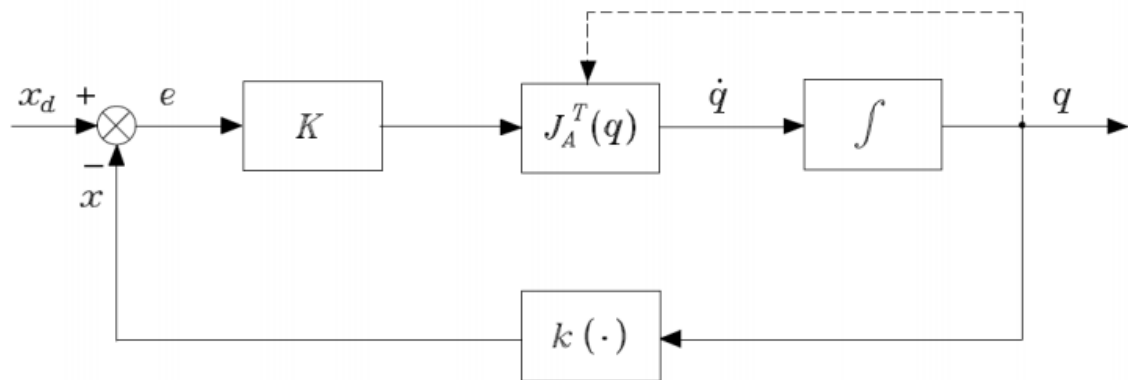 x_d + e K J_A^T(q) q̇ ∫ q
−
x
k (·)